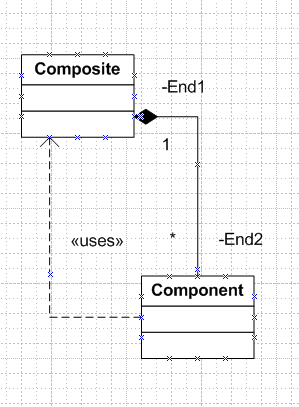 Composite
-End1
1
«uses»
*
-End2
Component